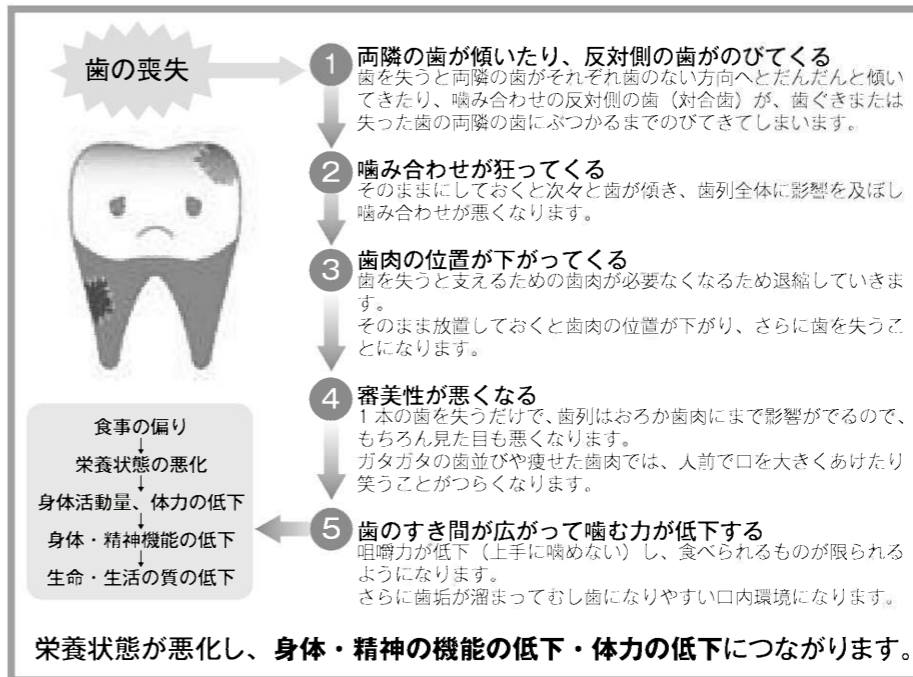 歯の喪失
1 両隣の歯が傾いたり、反対側の歯がのびてくる
歯を失うと両隣の歯がそれぞれ歯のない方向へとだんだんと傾い
てきたり、噛み合わせの反対側の歯（対合歯）が、歯ぐきまたは
失った歯の両隣の歯にぶつかるまでのびてきてしまいます。
2 噛み合わせが狂ってくる
そのままにしておくと次々と歯が傾き、歯列全体に影響を及ぼし
噛み合わせが悪くなります。
3 歯肉の位置が下がってくる
歯を失うと支えるための歯肉が必要なくなるため退縮していきま
す。
そのまま放置しておくと歯肉の位置が下がり、さらに歯を失うこ
とになります。
4 審美性が悪くなる
1本の歯を失うだけで、歯列はおろか歯肉にまで影響がでるので、
もちろん見た目も悪くなります。
ガタガタの歯並びや痩せた歯肉では、人前で口を大きくあけたり
笑うことがつらくなります。
5 歯のすき間が広がって噛む力が低下する
咀嚼力が低下（上手に噛めない）し、食べられるものが限られる
ようになります。
さらに歯垢が溜まってむし歯になりやすい口内環境になります。
食事の偏り
↓
栄養状態の悪化
↓
身体活動量、体力の低下
↓
身体・精神機能の低下
↓
生命・生活の質の低下
栄養状態が悪化し、身体・精神の機能の低下・体力の低下につながります。